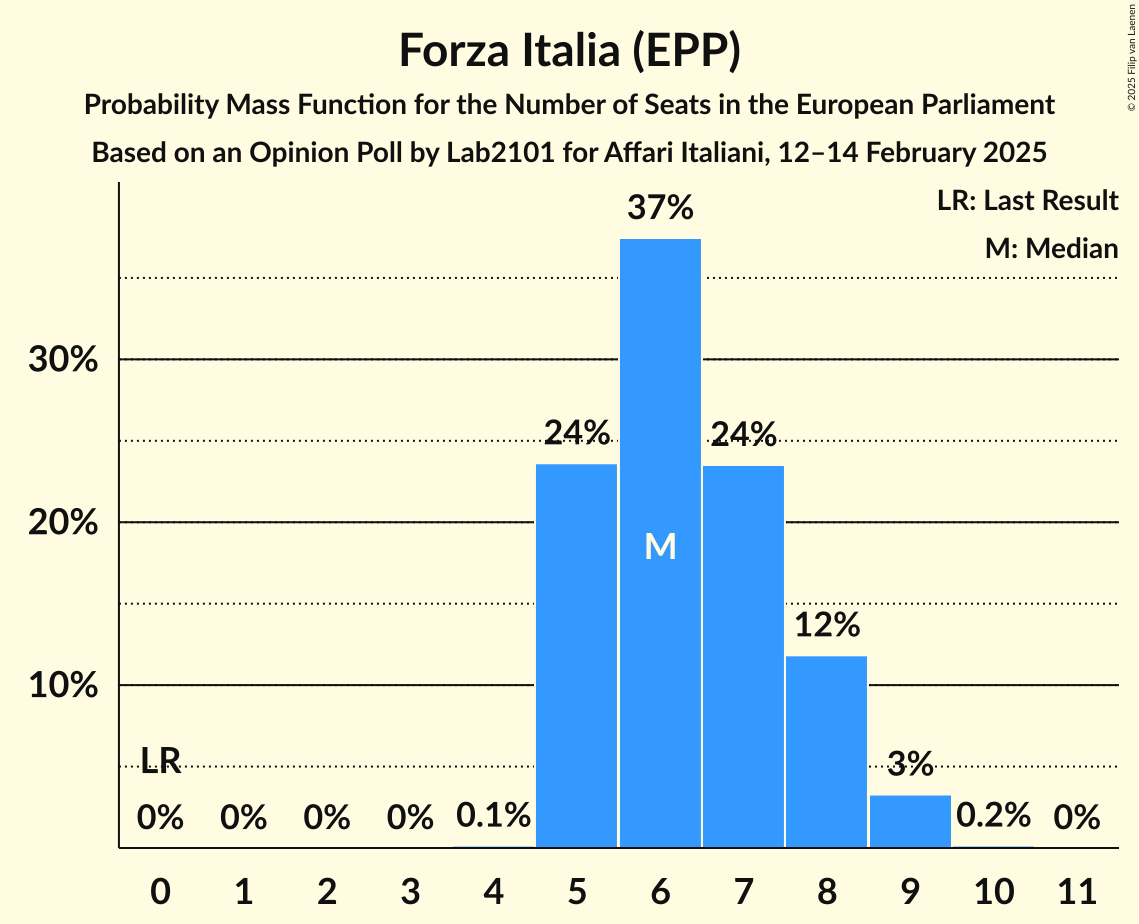 Forza Italia (EPP)
Probability Mass Function for the Number of Seats in the European Parliament
Based on an Opinion Poll by Lab2101 for Affari Italiani, 12–14 February 2025
© 2025 Filip van Laenen
LR: Last Result
M: Median
37%
30%
24% 24%
20%
M
12%
10%
LR
3%
0% 0% 0% 0% 0.1% 0.2% 0%
0 1 2 3 4 5 6 7 8 9 10 11